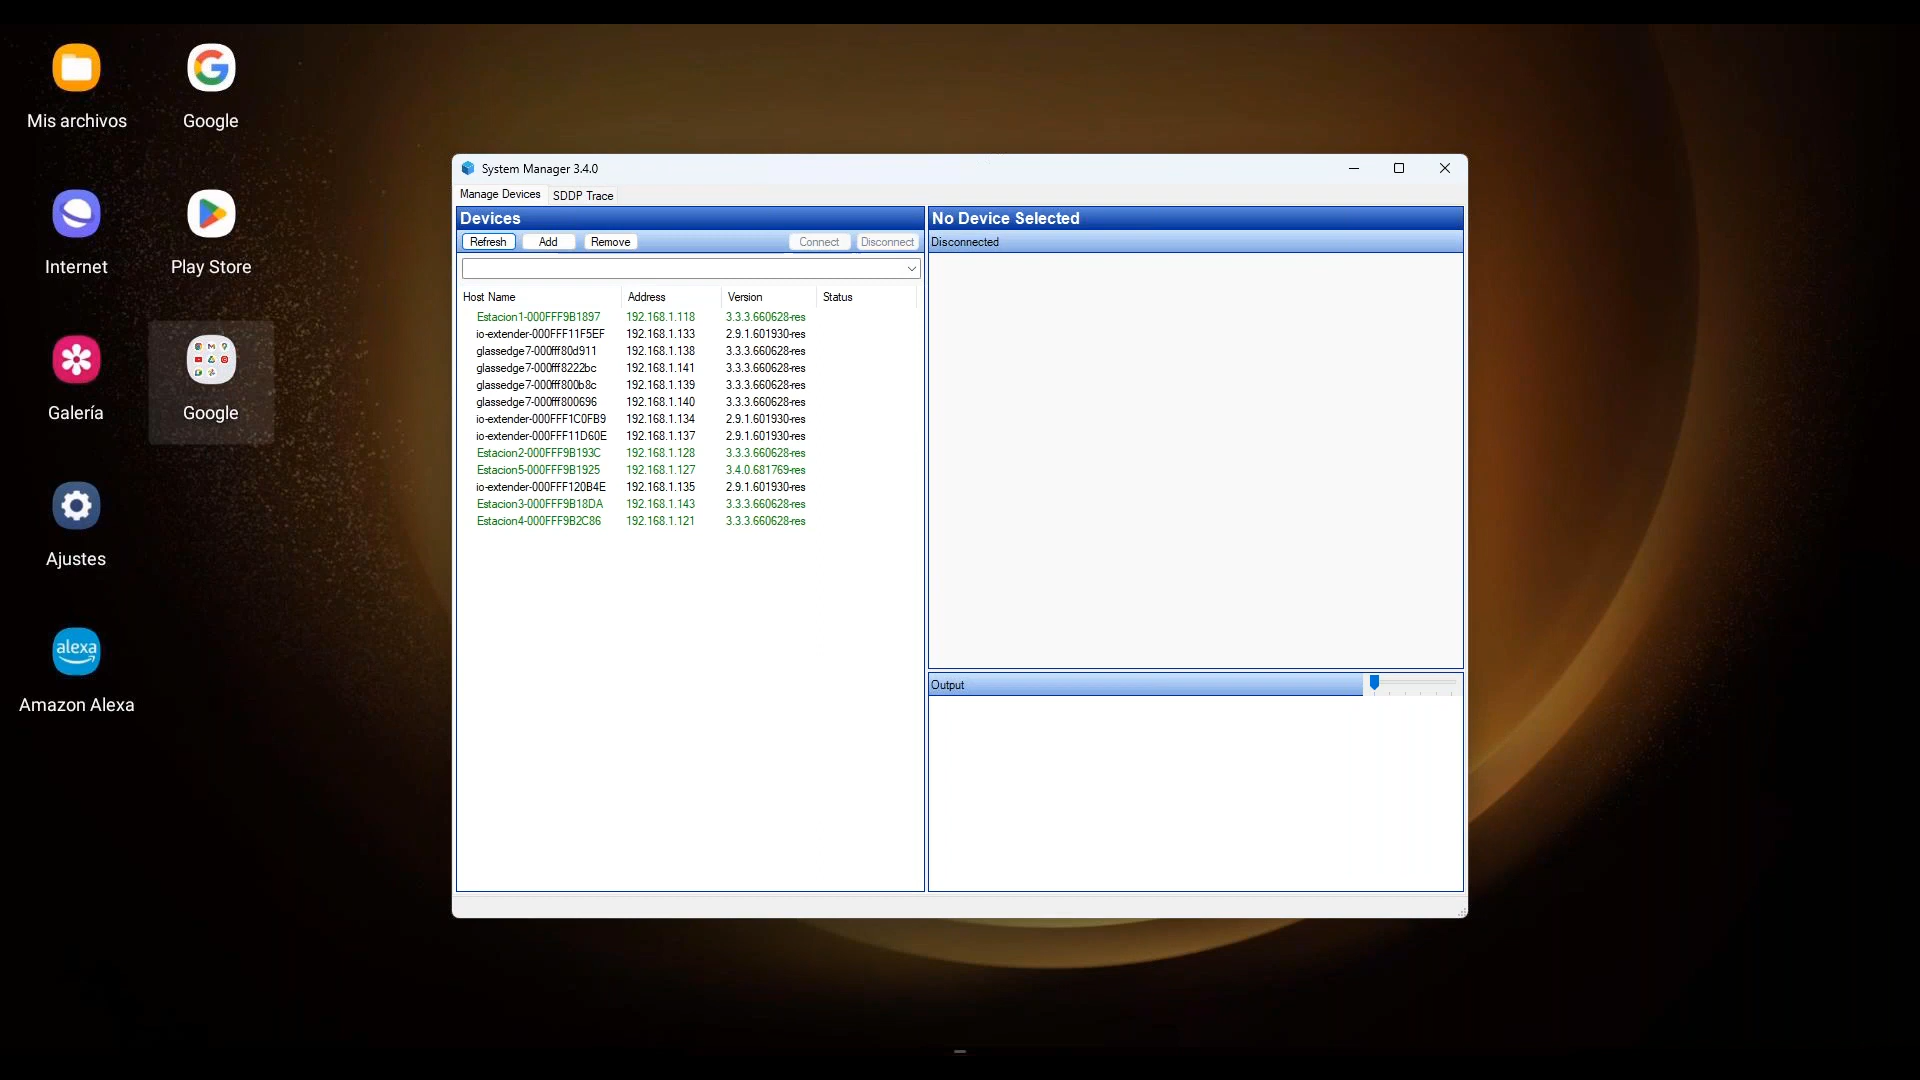 Mis archivos
Google
Internet
Play Store
Galería
Google
Ajustes
alexa
Amazon Alexa
System Manager 3.4.0
Manage Devices SDDP Trace
Devices
Refresh Add Remove Connect Disconnect
Host Name Address Version Status
Estacion1-000FFF9B1897 192.168.1.118 3.3.3.660628-res
io-extender-000FFF11F5EF 192.168.1.133 2.9.1.601930-res
glassedge7-000fff80d911 192.168.1.138 3.3.3.660628-res
glassedge7-000fff8222bc 192.168.1.141 3.3.3.660628-res
glassedge7-000fff800b8c 192.168.1.139 3.3.3.660628-res
glassedge7-000fff800696 192.168.1.140 3.3.3.660628-res
io-extender-000FFF1C0FB9 192.168.1.134 2.9.1.601930-res
io-extender-000FFF11D60E 192.168.1.137 2.9.1.601930-res
Estacion2-000FFF9B193C 192.168.1.128 3.3.3.660628-res
Estacion5-000FFF9B1925 192.168.1.127 3.4.0.681769-res
io-extender-000FFF120B4E 192.168.1.135 2.9.1.601930-res
Estacion3-000FFF9B18DA 192.168.1.143 3.3.3.660628-res
Estacion4-000FFF9B2C86 192.168.1.121 3.3.3.660628-res
No Device Selected
Disconnected
Output